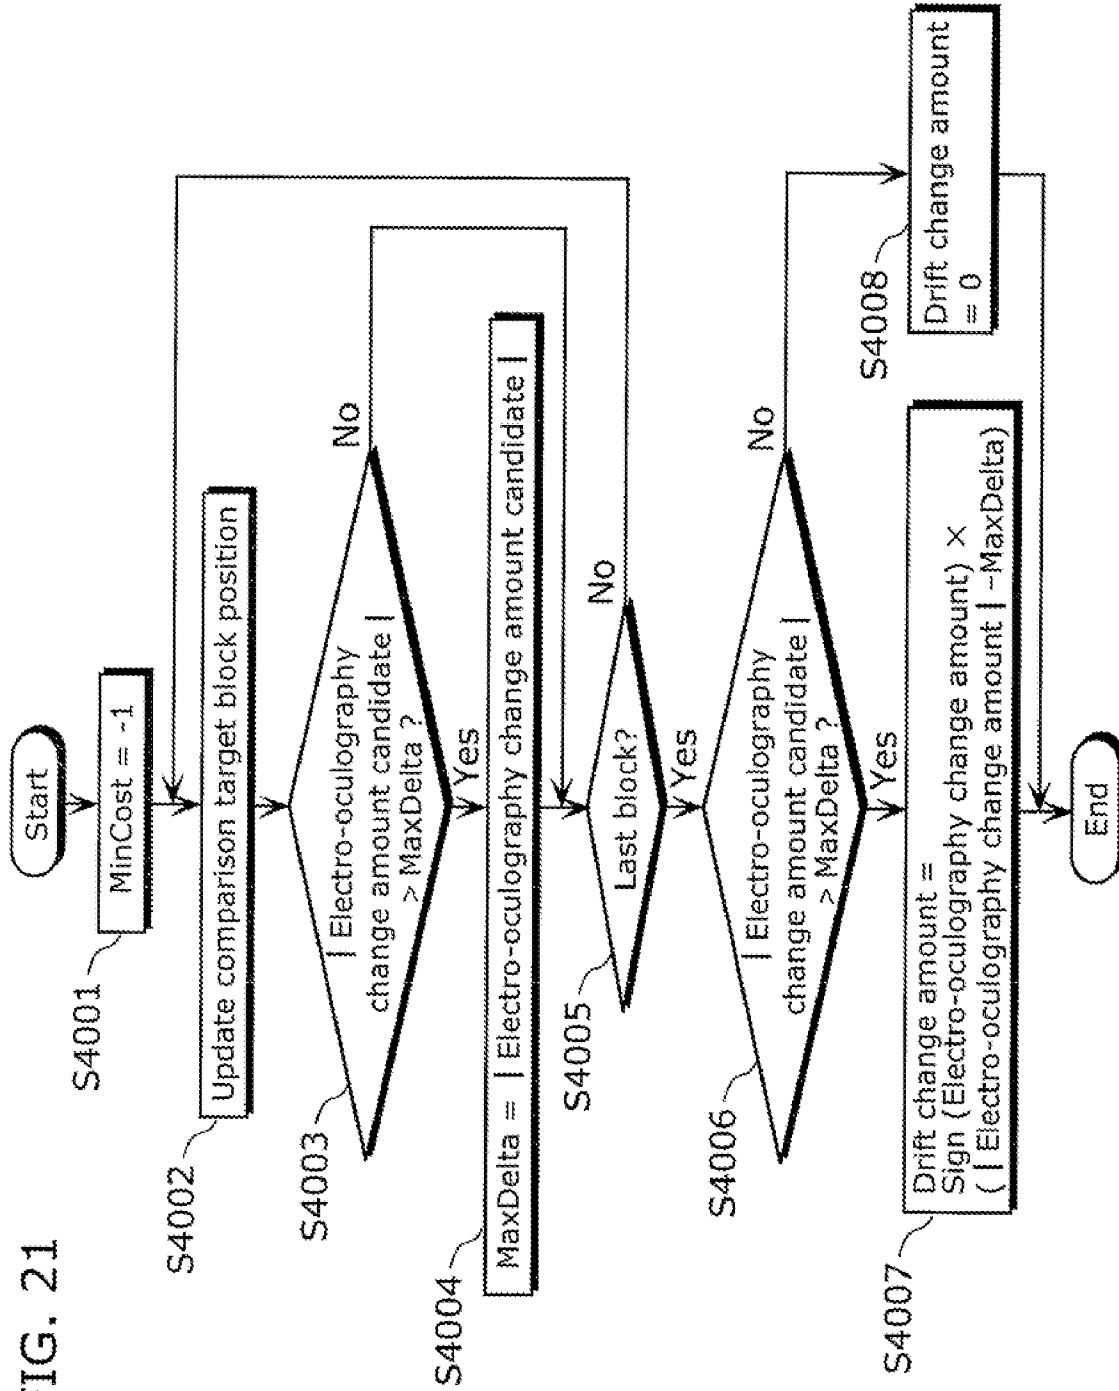 FIG. 21
Start
S4001
MinCost = -1
S4002
Update comparison target block position
S4003
| Electro-oculography
change amount candidate |
> MaxDelta ?
No
Yes
S4004
MaxDelta = | Electro-oculography change amount candidate |
S4005
Last block?
No
Yes
S4006
| Electro-oculography
change amount candidate |
> MaxDelta ?
No
Yes
S4007
Drift change amount =
Sign (Electro-oculography change amount) ×
( | Electro-oculography change amount | -MaxDelta)
S4008
Drift change amount
= 0
End